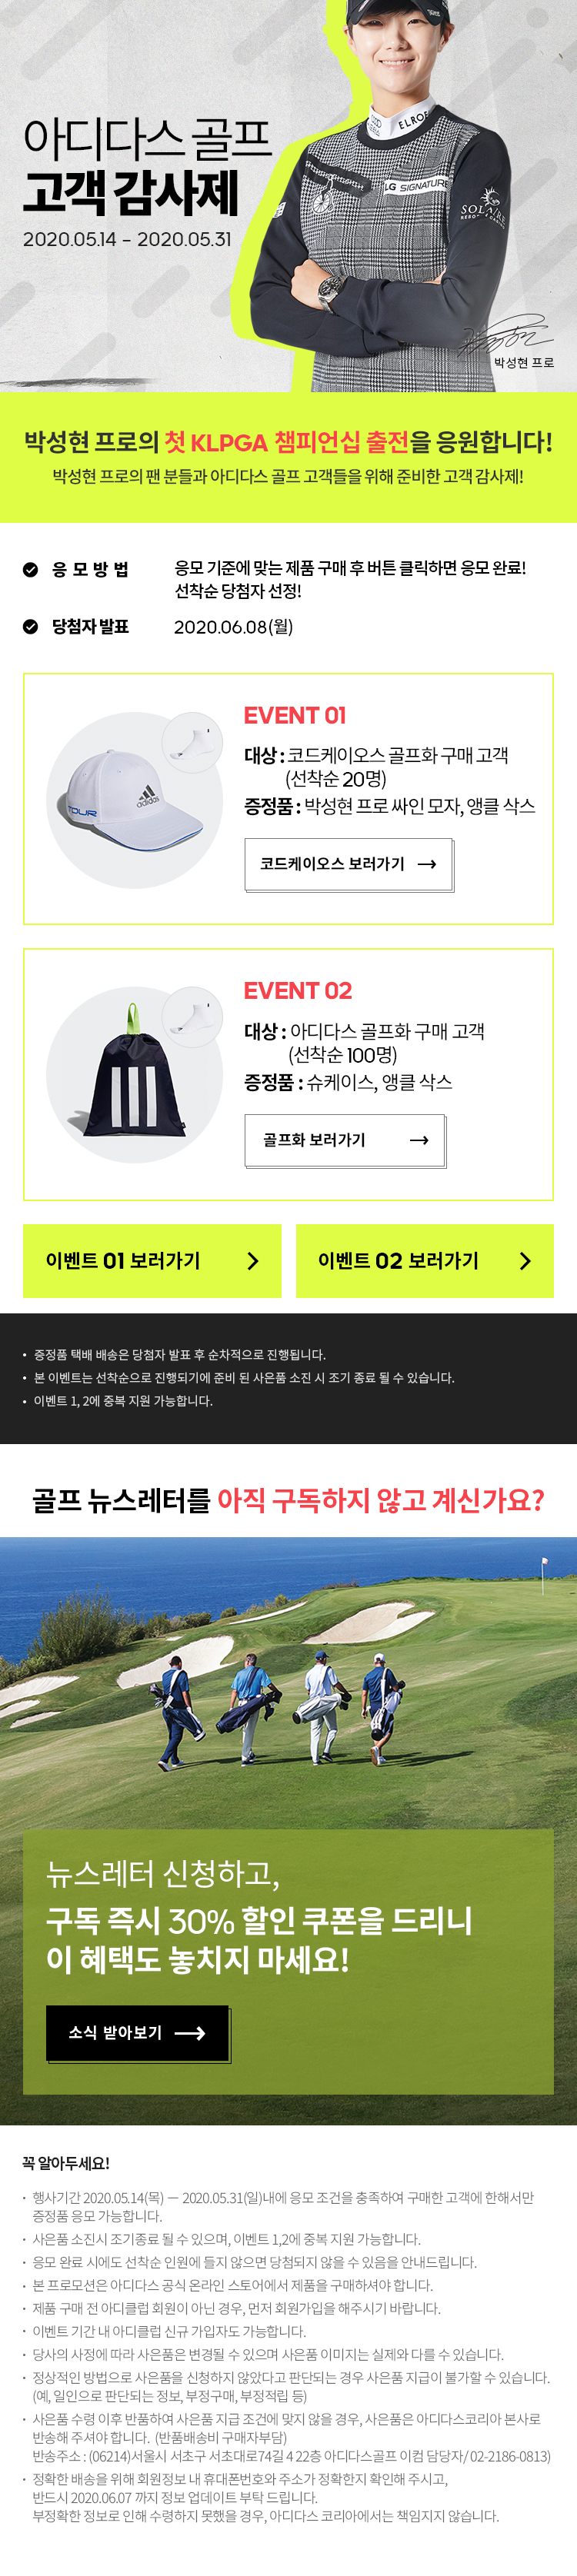 아디다스 골프
고객 감사제
2020.05.14 - 2020.05.31
ELROE
LG SIGNATURE
SOLAIRE
박성현 프로
박성현 프로의 첫 KLPGA 챔피언십 출전을 응원합니다!
박성현 프로의 팬 분들과 아디다스 골프 고객들을 위해 준비한 고객 감사제!
응모방법
응모 기준에 맞는 제품 구매 후 버튼 클릭하면 응모 완료!
선착순 당첨자 선정!
당첨자 발표
2020.06.08(월)
EVENT 01
대상 : 코드케이오스 골프화 구매 고객
(선착순 20명)
증정품 : 박성현 프로 싸인 모자, 앵클 삭스
코드케이오스 보러가기
adidas
TOUR
EVENT 02
대상 : 아디다스 골프화 구매 고객
(선착순 100명)
증정품 : 슈케이스, 앵클 삭스
골프화 보러가기
이벤트 01 보러가기
이벤트 02 보러가기
• 증정품 택배 배송은 당첨자 발표 후 순차적으로 진행됩니다.
• 본 이벤트는 선착순으로 진행되기에 준비 된 사은품 소진 시 조기 종료 될 수 있습니다.
• 이벤트 1, 2에 중복 지원 가능합니다.
골프 뉴스레터를 아직 구독하지 않고 계신가요?
뉴스레터 신청하고,
구독 즉시 30% 할인 쿠폰을 드리니
이 혜택도 놓치지 마세요!
소식 받아보기
꼭 알아두세요!
· 행사기간 2020.05.14(목) — 2020.05.31(일)내에 응모 조건을 충족하여 구매한 고객에 한해서만
증정품 응모 가능합니다.
· 사은품 소진시 조기종료 될 수 있으며, 이벤트 1,2에 중복 지원 가능합니다.
· 응모 완료 시에도 선착순 인원에 들지 않으면 당첨되지 않을 수 있음을 안내드립니다.
· 본 프로모션은 아디다스 공식 온라인 스토어에서 제품을 구매하셔야 합니다.
· 제품 구매 전 아디클럽 회원이 아닌 경우, 먼저 회원가입을 해주시기 바랍니다.
· 이벤트 기간 내 아디클럽 신규 가입자도 가능합니다.
· 당사의 사정에 따라 사은품은 변경될 수 있으며 사은품 이미지는 실제와 다를 수 있습니다.
· 정상적인 방법으로 사은품을 신청하지 않았다고 판단되는 경우 사은품 지급이 불가할 수 있습니다.
(예, 일인으로 판단되는 정보, 부정구매, 부정적립 등)
· 사은품 수령 이후 반품하여 사은품 지급 조건에 맞지 않을 경우, 사은품은 아디다스코리아 본사로
반송해 주셔야 합니다. (반품배송비 구매자부담)
반송주소 : (06214)서울시 서초구 서초대로74길 4 22층 아디다스골프 이컴 담당자/ 02-2186-0813)
· 정확한 배송을 위해 회원정보 내 휴대폰번호와 주소가 정확한지 확인해 주시고,
반드시 2020.06.07 까지 정보 업데이트 부탁 드립니다.
부정확한 정보로 인해 수령하지 못했을 경우, 아디다스 코리아에서는 책임지지 않습니다.